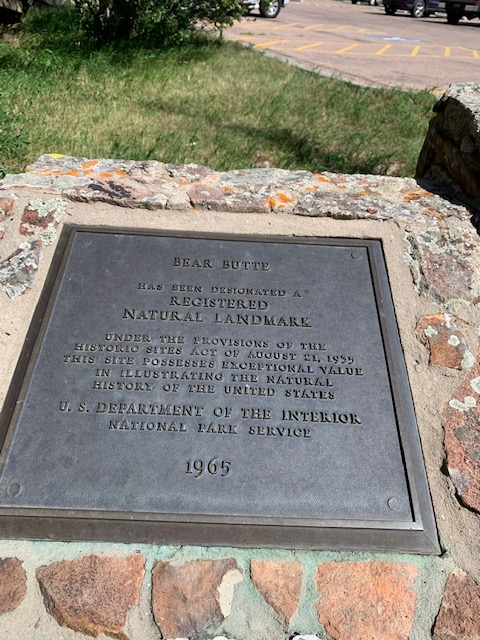 BEAR BUTTE
HAS BEEN DESIGNATED A
REGISTERED
NATURAL LANDMARK
UNDER THE PROVISIONS OF THE
HISTORIC SITES ACT OF AUGUST 21, 1935
THIS SITE POSSESSES EXCEPTIONAL VALUE
IN ILLUSTRATING THE NATURAL
HISTORY OF THE UNITED STATES
U. S. DEPARTMENT OF THE INTERIOR
NATIONAL PARK SERVICE
1965